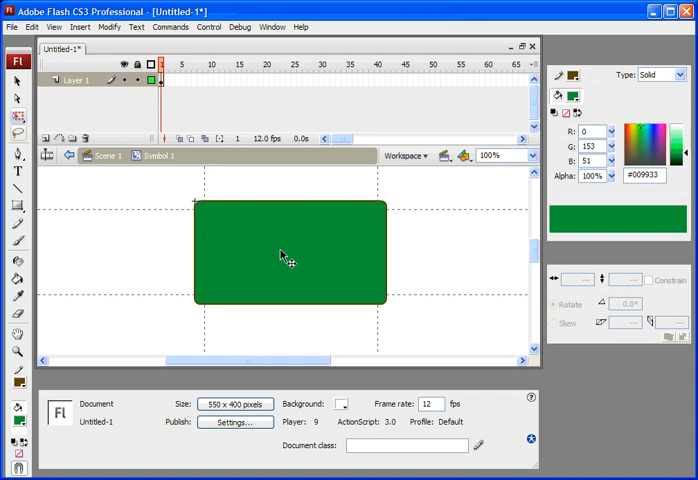 Adobe Flash CS3 Professional - [Untitled-1*]
File Edit View Insert Modify Text Commands Control Debug Window Help
Untitled-1*
1 5 10 15 20 25 30 35 40 45 50 55 60 65
Layer 1
1 12.0 fps 0.0s
Scene 1 Symbol 1 Workspace 100%
Fl
T
Type: Solid
R: 0
G: 153
B: 51
Alpha: 100% #009933
Constrain
Rotate 0.0°
Skew
Fl
Document
Untitled-1
Size: 550 x 400 pixels
Background:
Frame rate: 12 fps
Publish: Settings...
Player: 9 ActionScript: 3.0 Profile: Default
Document class: